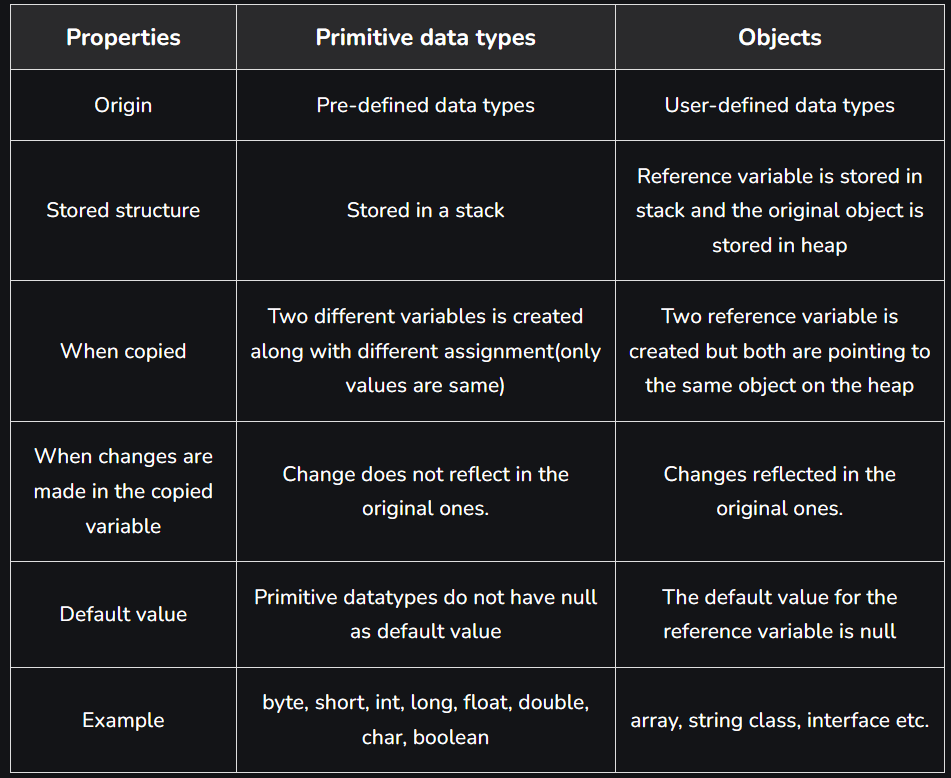 Properties
Primitive data types
Objects
Origin
Pre-defined data types
User-defined data types
Stored structure
Stored in a stack
Reference variable is stored in
stack and the original object is
stored in heap
When copied
Two different variables is created
along with different assignment(only
values are same)
Two reference variable is
created but both are pointing to
the same object on the heap
When changes are
made in the copied
variable
Change does not reflect in the
original ones.
Changes reflected in the
original ones.
Default value
Primitive datatypes do not have null
as default value
The default value for the
reference variable is null
Example
byte, short, int, long, float, double,
char, boolean
array, string class, interface etc.